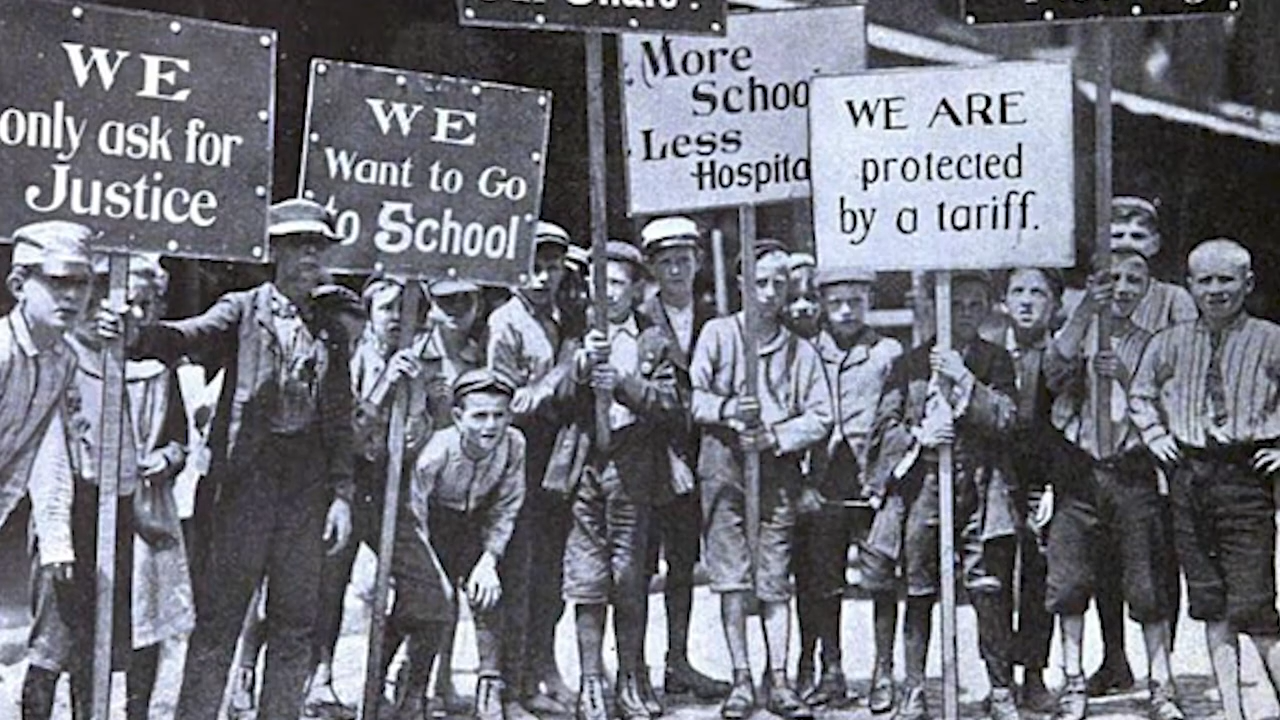 WE
only ask for
Justice
WE
Want to Go
to School
Share!
More
Schoo
Less
Hospita
WE ARE
protected
by a tariff.